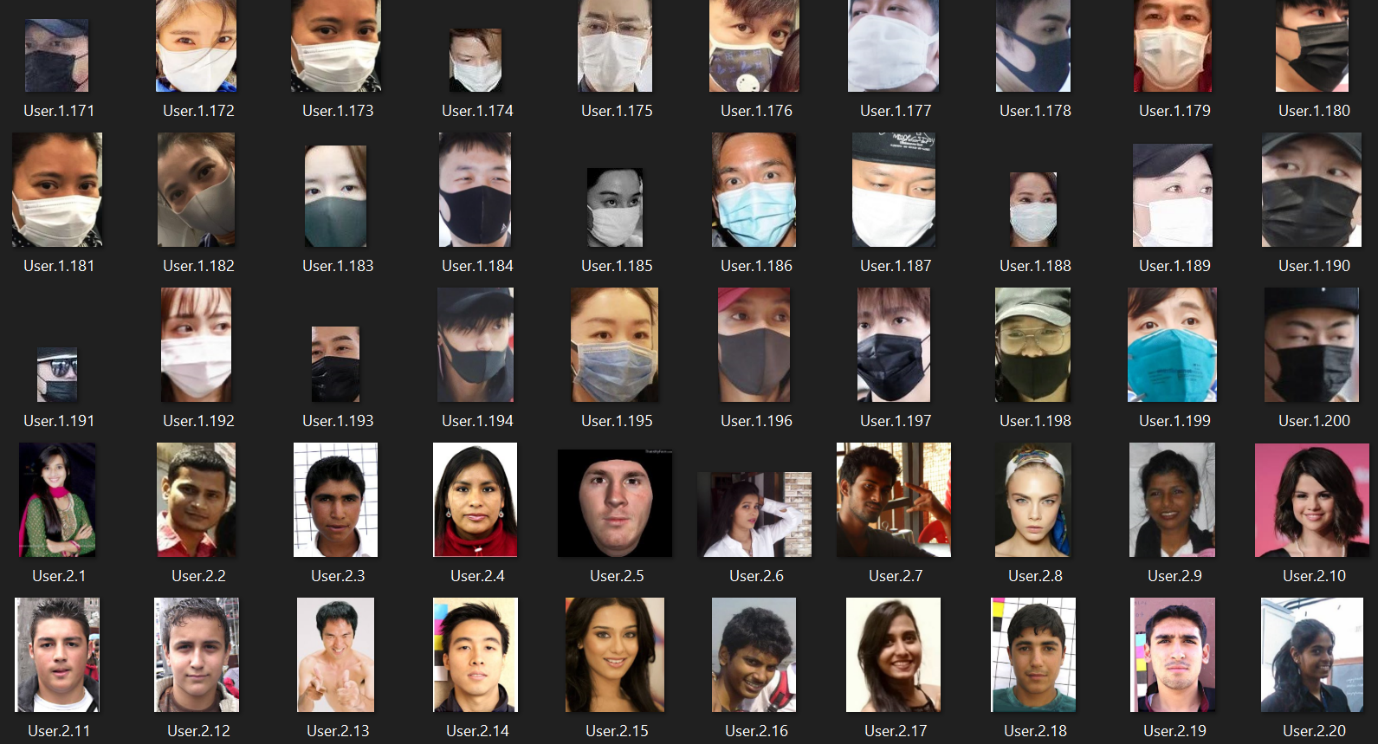 User.1.171 User.1.172 User.1.173 User.1.174 User.1.175 User.1.176 User.1.177 User.1.178 User.1.179 User.1.180
User.1.181 User.1.182 User.1.183 User.1.184 User.1.185 User.1.186 User.1.187 User.1.188 User.1.189 User.1.190
User.1.191 User.1.192 User.1.193 User.1.194 User.1.195 User.1.196 User.1.197 User.1.198 User.1.199 User.1.200
User.2.1 User.2.2 User.2.3 User.2.4 User.2.5 User.2.6 User.2.7 User.2.8 User.2.9 User.2.10
User.2.11 User.2.12 User.2.13 User.2.14 User.2.15 User.2.16 User.2.17 User.2.18 User.2.19 User.2.20